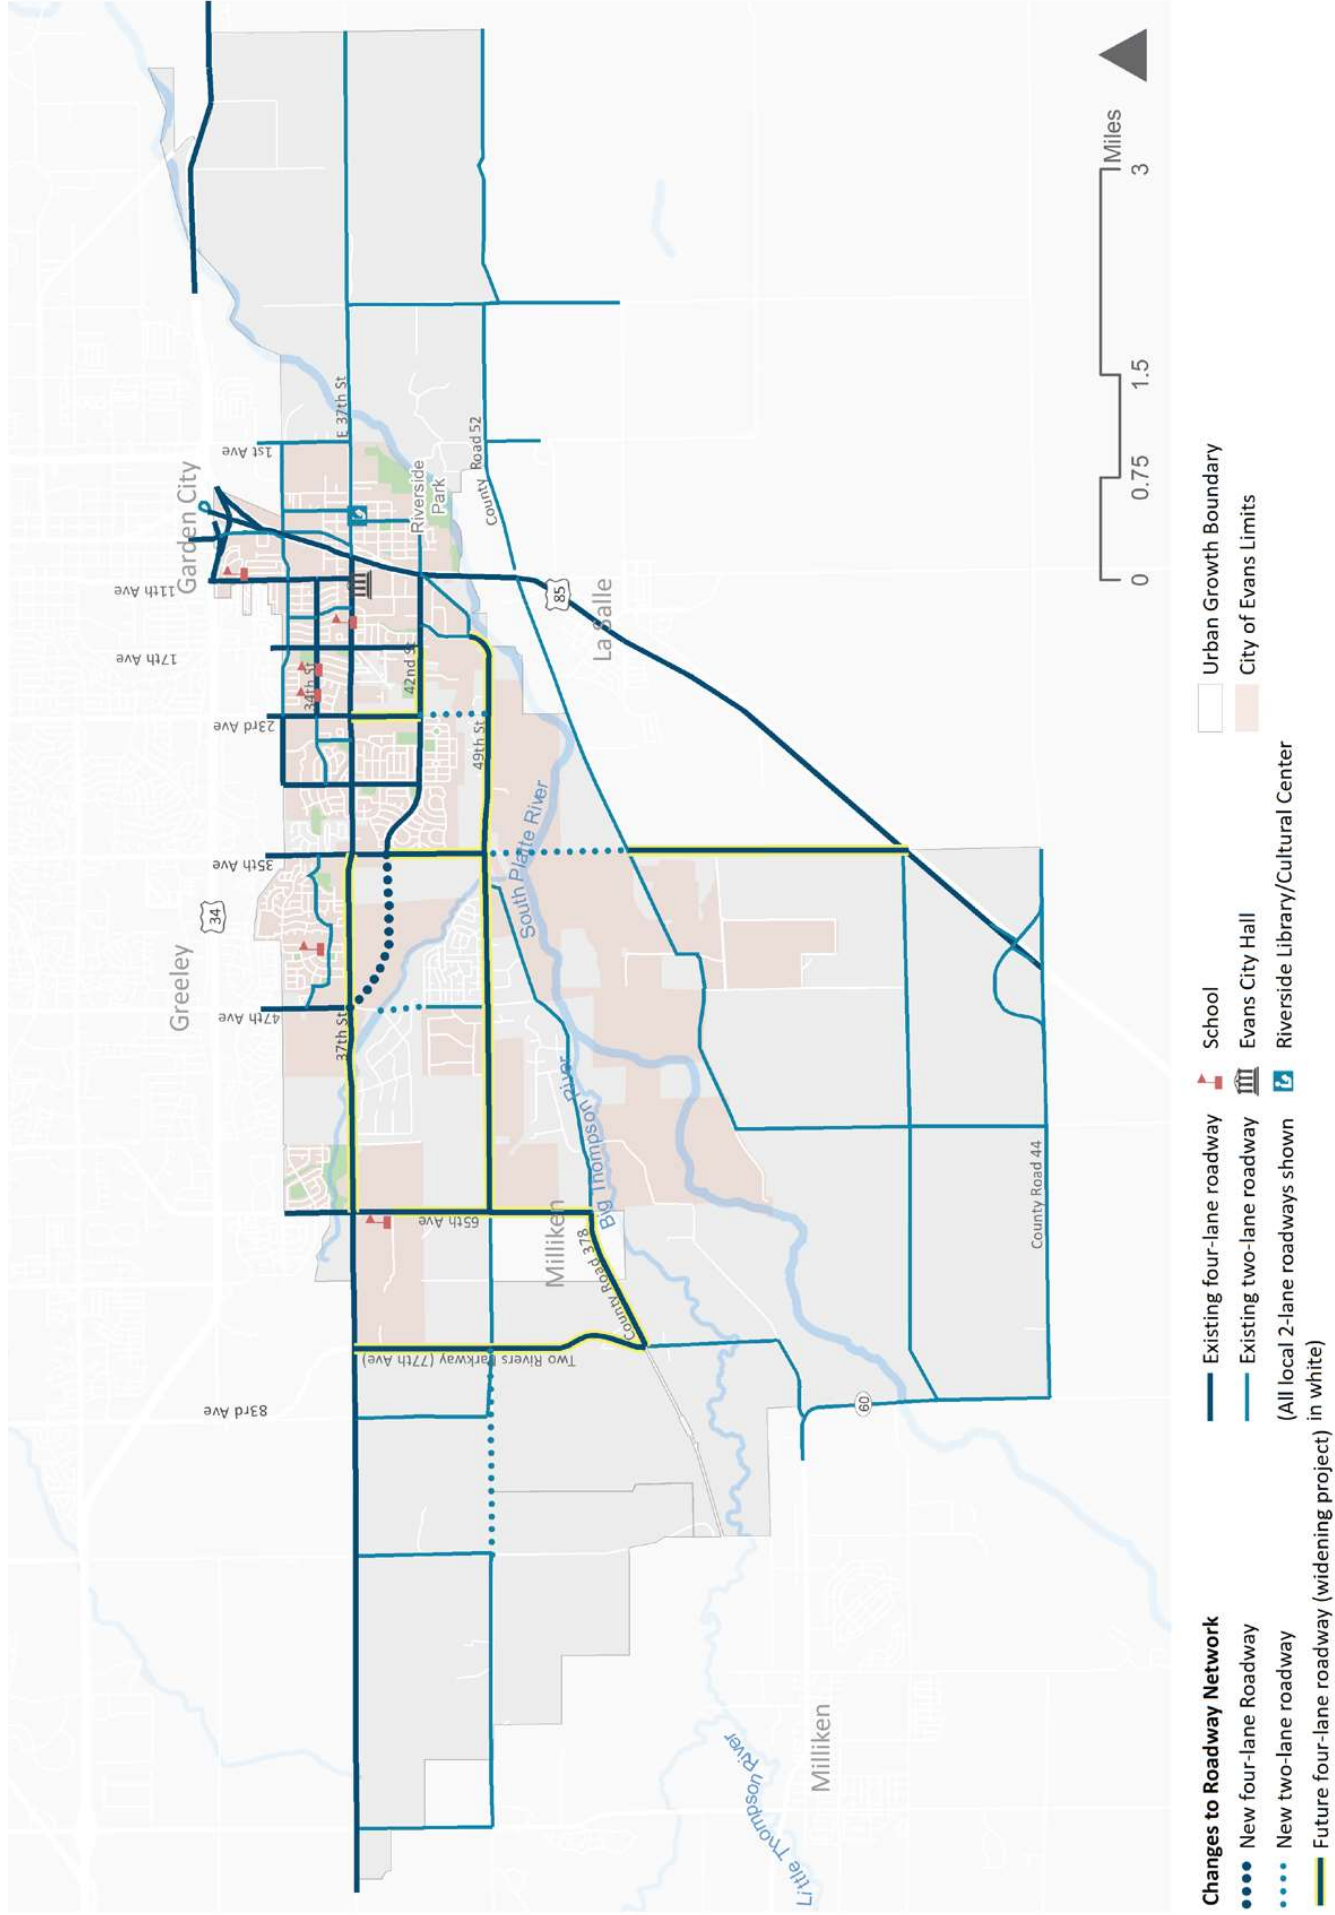 Garden City
Greeley
34
83rd Ave
47th Ave
35th Ave
23rd Ave
17th Ave
11th Ave
1st Ave
37th St
34th St
E 37th St
65th Ave
42nd St
Riverside
Park
Two Rivers Parkway (77th Ave)
49th St
County Road 52
Milliken
County Road 378
Big Thompson River
South Platte River
85
La Salle
Milliken
Little Thompson River
60
County Road 44
0
0.75
1.5
3
Miles
Changes to Roadway Network
New four-lane Roadway
New two-lane roadway
Future four-lane roadway (widening project)
Existing four-lane roadway
Existing two-lane roadway
(All local 2-lane roadways shown
in white)
School
Evans City Hall
Riverside Library/Cultural Center
Urban Growth Boundary
City of Evans Limits